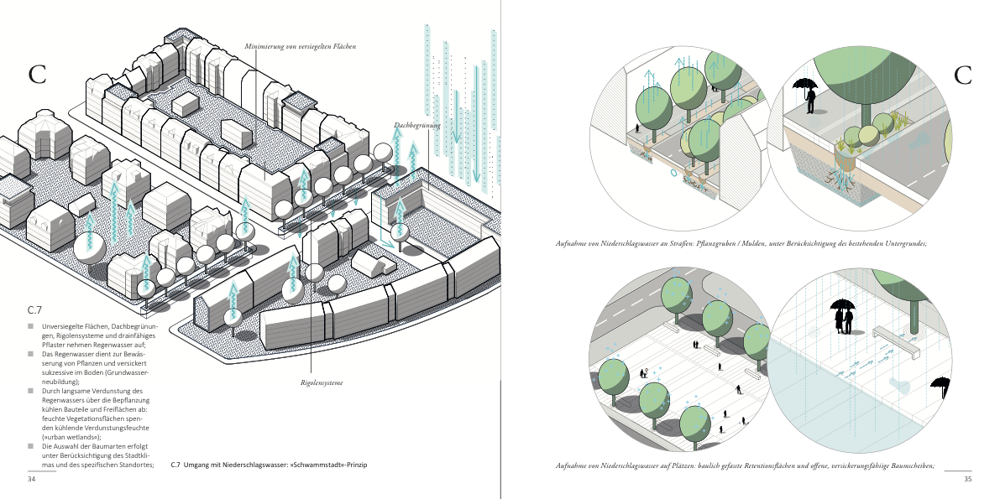 Minimierung von versiegelten Flächen
C
Dachbegrünung
C.7
Unversiegelte Flächen, Dachbegrünun-
gen, Rigolensysteme und drainfähiges
Pflaster nehmen Regenwasser auf;
Das Regenwasser dient zur Bewäs-
serung von Pflanzen und versickert
sukzessive im Boden (Grundwasser-
neubildung);
Durch langsame Verdunstung des
Regenwassers über die Bepflanzung
kühlen Bauteile und Freiflächen ab:
feuchte Vegetationsflächen spen-
den kühlende Verdunstungsfeuchte
(»urban wetlands«);
Die Auswahl der Baumarten erfolgt
unter Berücksichtigung des Stadtkli-
mas und des spezifischen Standortes;
Rigolensysteme
C.7 Umgang mit Niederschlagswasser: »Schwammstadt«-Prinzip
34
C
Aufnahme von Niederschlagswasser an Straßen: Pflanzgruben / Mulden, unter Berücksichtigung des bestehenden Untergrundes;
Aufnahme von Niederschlagswasser auf Plätzen: baulich gefasste Retentionsflächen und offene, versickerungsfähige Baumscheiben;
35